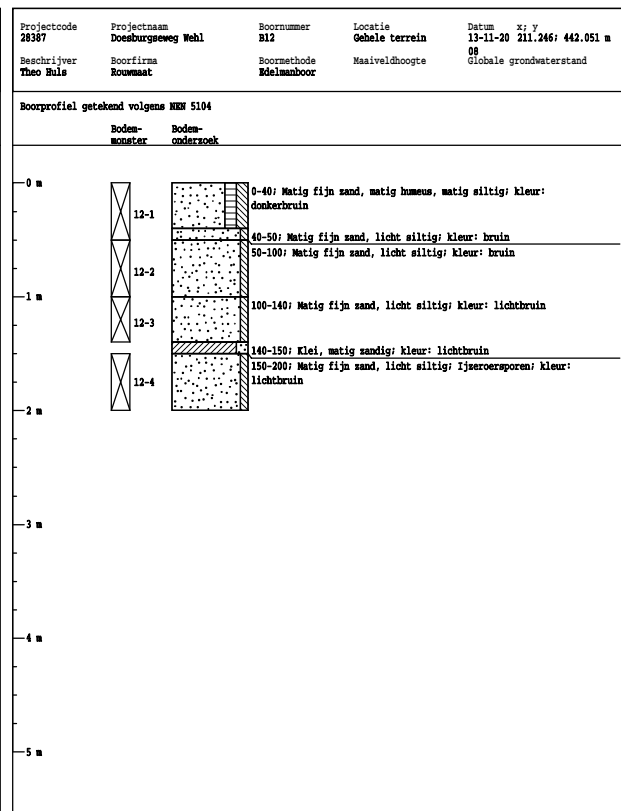 Projectcode Projectnaam Boornummer Locatie Datum x; y
28387 Doesburgseweg Wehl B12 Gehele terrein 13-11-20 211.246; 442.051 m
08
Beschrijver Boorfirma Boormethode Maaiveldhoogte Globale grondwaterstand
Theo Huls Rouwmaat Edelmanboor
Boorprofiel getekend volgens NEN 5104
Bodem- Bodem-
monster onderzoek
0 m
0-40; Matig fijn zand, matig humeus, matig siltig; kleur:
donkerbruin
12-1
40-50; Matig fijn zand, licht siltig; kleur: bruin
50-100; Matig fijn zand, licht siltig; kleur: bruin
12-2
1 m
100-140; Matig fijn zand, licht siltig; kleur: lichtbruin
12-3
140-150; Klei, matig zandig; kleur: lichtbruin
150-200; Matig fijn zand, licht siltig; Ijzeroersporen; kleur:
lichtbruin
12-4
2 m
3 m
4 m
5 m